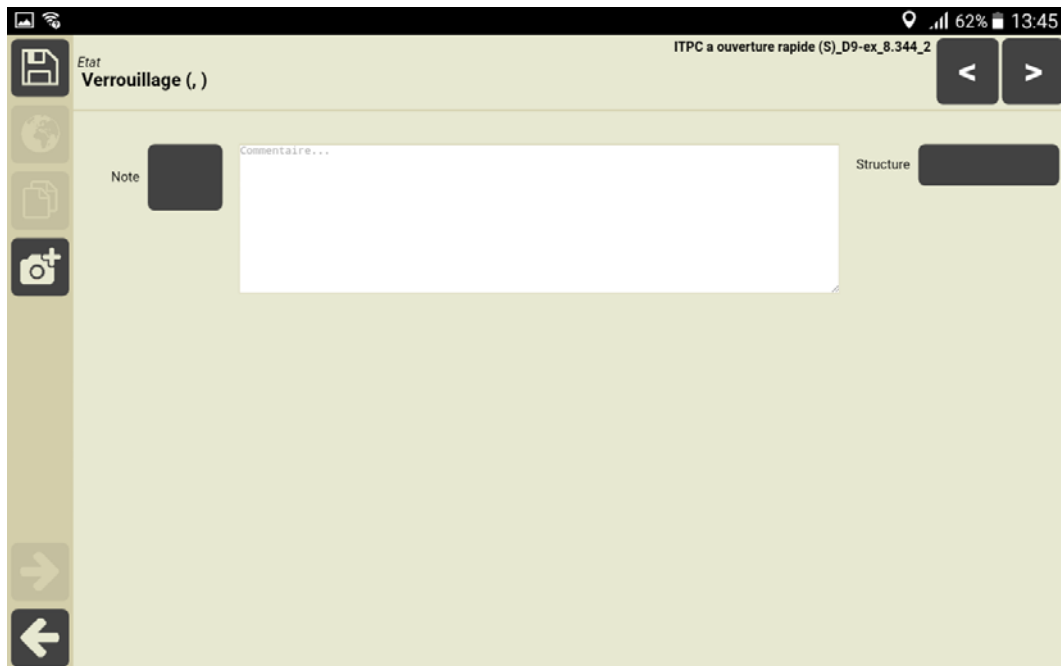 62% 13:45
ITPC a ouverture rapide (S)_D9-ex_8.344_2
Etat
Verrouillage (, )
< >
Note
Commentaire...
Structure